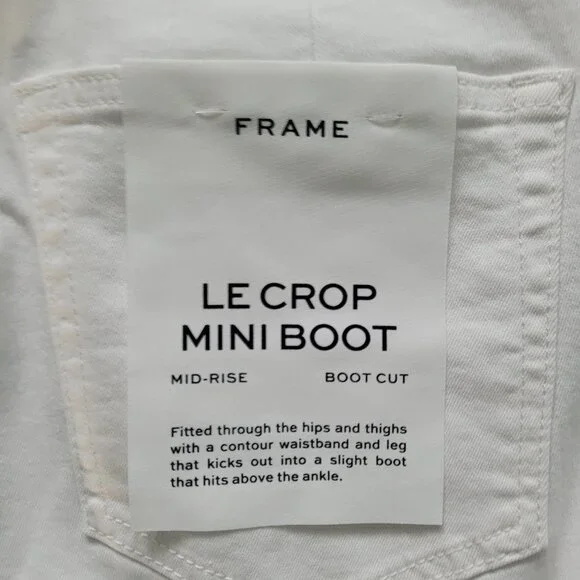 FRAME
LE CROP
MINI BOOT
MID-RISE BOOT CUT
Fitted through the hips and thighs
with a contour waistband and leg
that kicks out into a slight boot
that hits above the ankle.